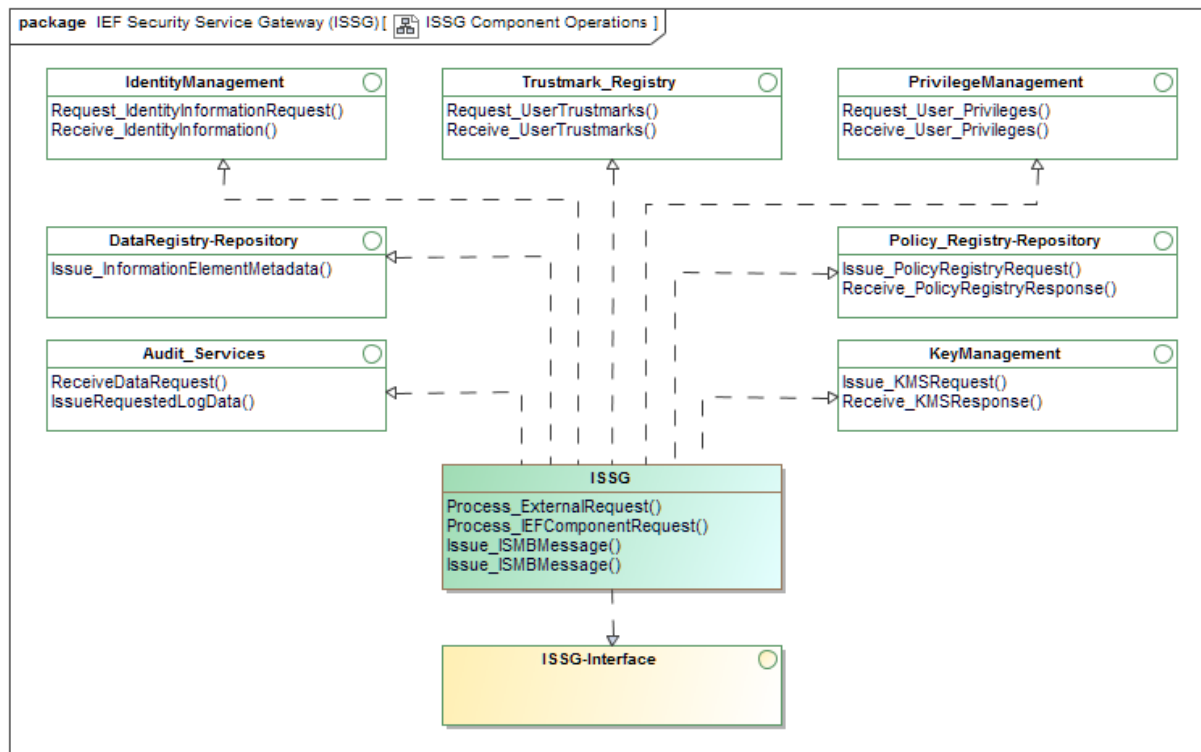 package IEF Security Service Gateway (ISSG) [ ISSG Component Operations ]
IdentityManagement
Request_IdentityInformationRequest()
Receive_IdentityInformation()
Trustmark_Registry
Request_UserTrustmarks()
Receive_UserTrustmarks()
PrivilegeManagement
Request_User_Privileges()
Receive_User_Privileges()
DataRegistry-Repository
Issue_InformationElementMetadata()
Policy_Registry-Repository
Issue_PolicyRegistryRequest()
Receive_PolicyRegistryResponse()
Audit_Services
ReceiveDataRequest()
IssueRequestedLogData()
KeyManagement
Issue_KMSRequest()
Receive_KMSResponse()
ISSG
Process_ExternalRequest()
Process_IEFComponentRequest()
Issue_ISMBMessage()
Issue_ISMBMessage()
ISSG-Interface